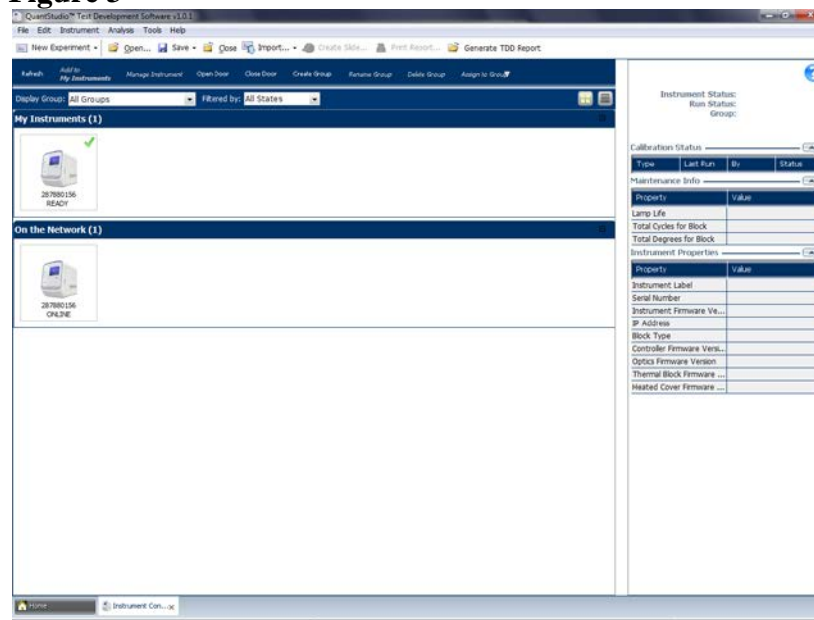 Figure 3
QuantStudio™ Test Development Software v1.0.1
File Edit Instrument Analysis Tools Help
New Experiment Open... Save Close Import... Create Slide... Print Report... Generate TDD Report
Refresh Add to My Instruments Manage Instrument Open Door Close Door Create Group Rename Group Delete Group Assign to Group
Display Group: All Groups Filtered by: All States
My Instruments (1)
287880156
READY
On the Network (1)
287880156
ONLINE
Instrument Status:
Run Status:
Group:
Calibration Status
Type Last Run By Status
Maintenance Info
Property Value
Lamp Life
Total Cycles for Block
Total Degrees for Block
Instrument Properties
Property Value
Instrument Label
Serial Number
Instrument Firmware Ve...
IP Address
Block Type
Controller Firmware Versi...
Optics Firmware Version
Thermal Block Firmware ...
Heated Cover Firmware ...
Home Instrument Con...